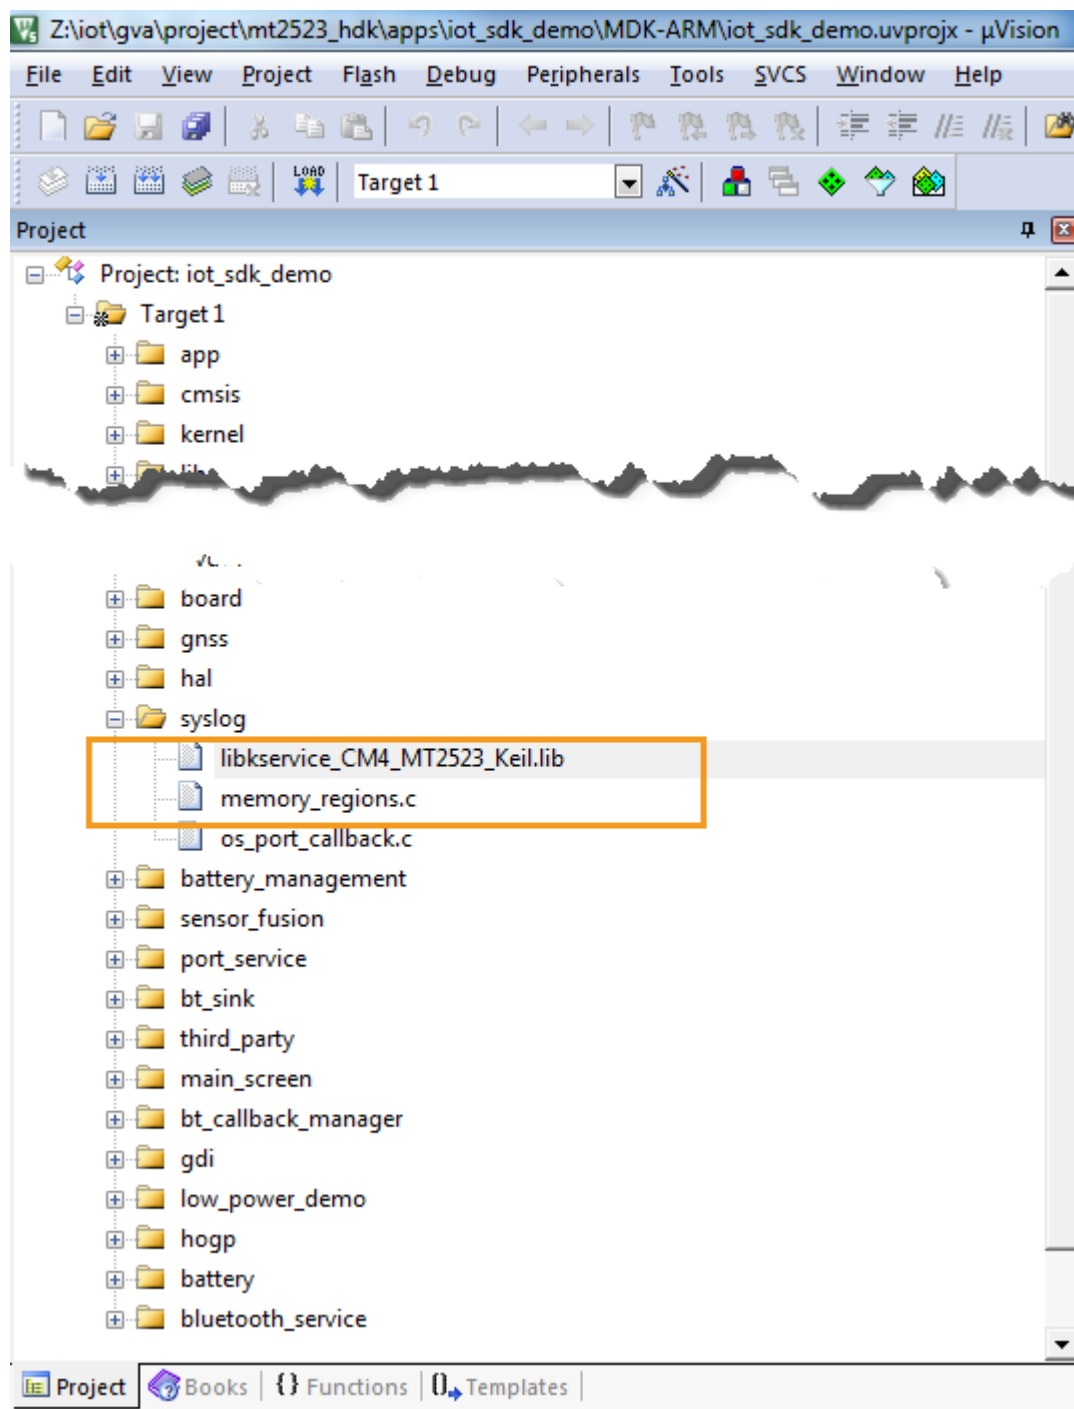 Z:\iot\gva\project\mt2523_hdk\apps\iot_sdk_demo\MDK-ARM\iot_sdk_demo.uvprojx - µVision
File Edit View Project Flash Debug Peripherals Tools SVCS Window Help
LOAD Target 1
Project
Project: iot_sdk_demo
Target 1
app
cmsis
kernel
board
gnss
hal
syslog
libkservice_CM4_MT2523_Keil.lib
memory_regions.c
os_port_callback.c
battery_management
sensor_fusion
port_service
bt_sink
third_party
main_screen
bt_callback_manager
gdi
low_power_demo
hogp
battery
bluetooth_service
Project Books {} Functions Templates